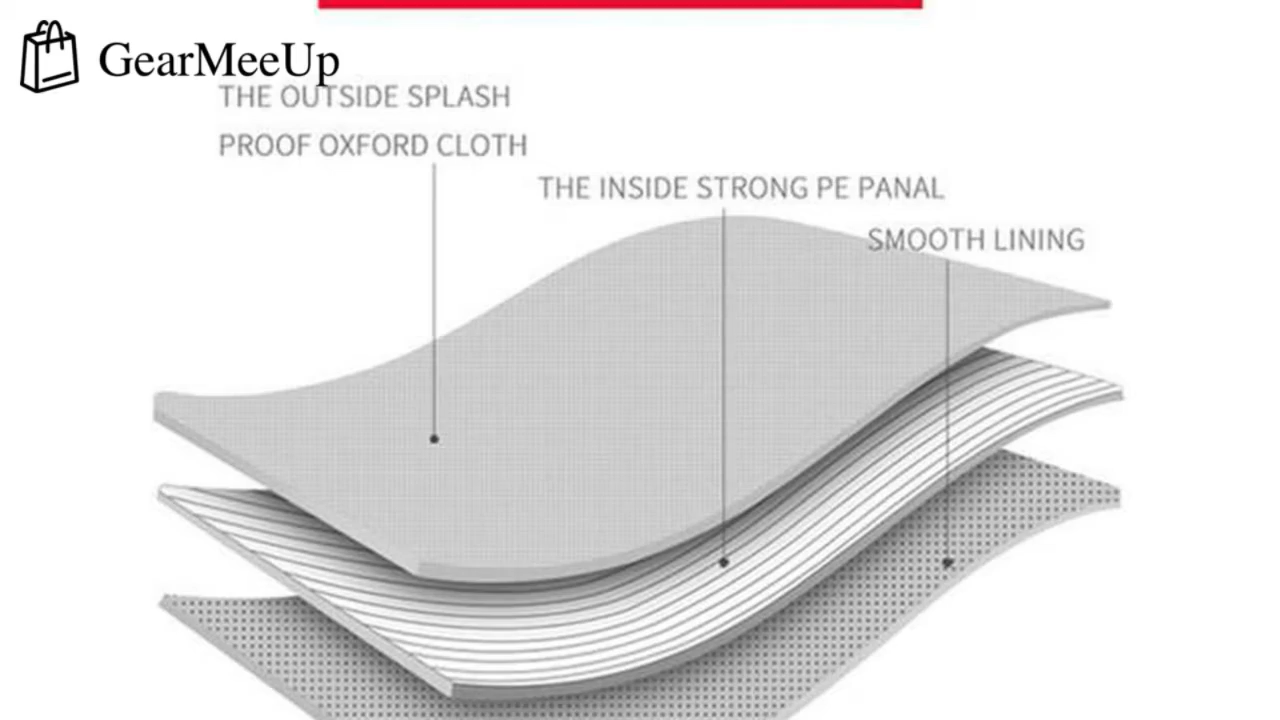 GearMeeUp
THE OUTSIDE SPLASH
PROOF OXFORD CLOTH
THE INSIDE STRONG PE PANAL
SMOOTH LINING